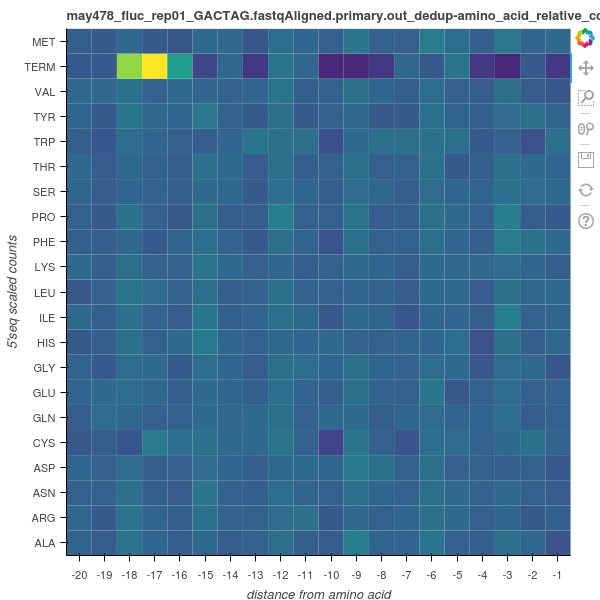 may478_fluc_rep01_GACTAG.fastqAligned.primary.out_dedup-amino_acid_relative_co
MET
TERM
VAL
TYR
TRP
THR
SER
PRO
PHE
LYS
LEU
ILE
HIS
GLY
GLU
GLN
CYS
ASP
ASN
ARG
ALA
5'seq scaled counts
-20 -19 -18 -17 -16 -15 -14 -13 -12 -11 -10 -9 -8 -7 -6 -5 -4 -3 -2 -1
distance from amino acid